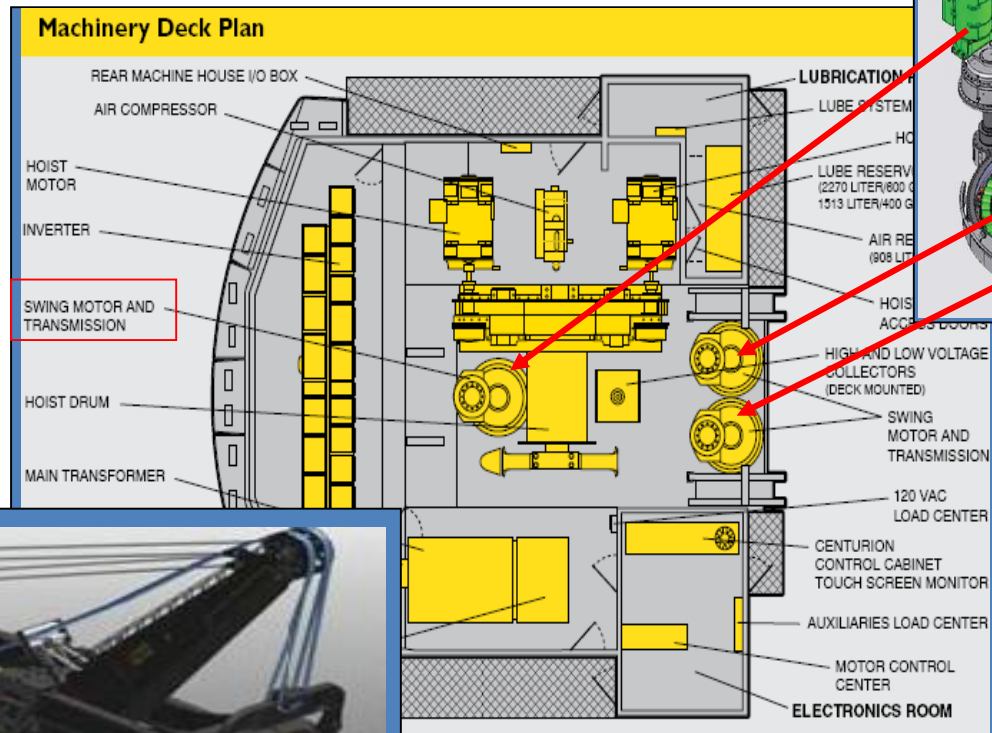 Machinery Deck Plan
REAR MACHINE HOUSE I/O BOX
AIR COMPRESSOR
HOIST
MOTOR
INVERTER
SWING MOTOR AND
TRANSMISSION
HOIST DRUM
MAIN TRANSFORMER
LUBRICATION
LUBE SYSTEM
LUBE
(2270 LITER/600
1513 LITER/400
AIR
(908
ACCESS DOORS
HIGH AND LOW VOLTAGE
COLLECTORS
(DECK MOUNTED)
SWING
MOTOR AND
TRANSMISSION
120 VAC
LOAD CENTER
CENTURION
CONTROL CABINET
TOUCH SCREEN MONITOR
AUXILIARIES LOAD CENTER
MOTOR CONTROL
CENTER
ELECTRONICS ROOM